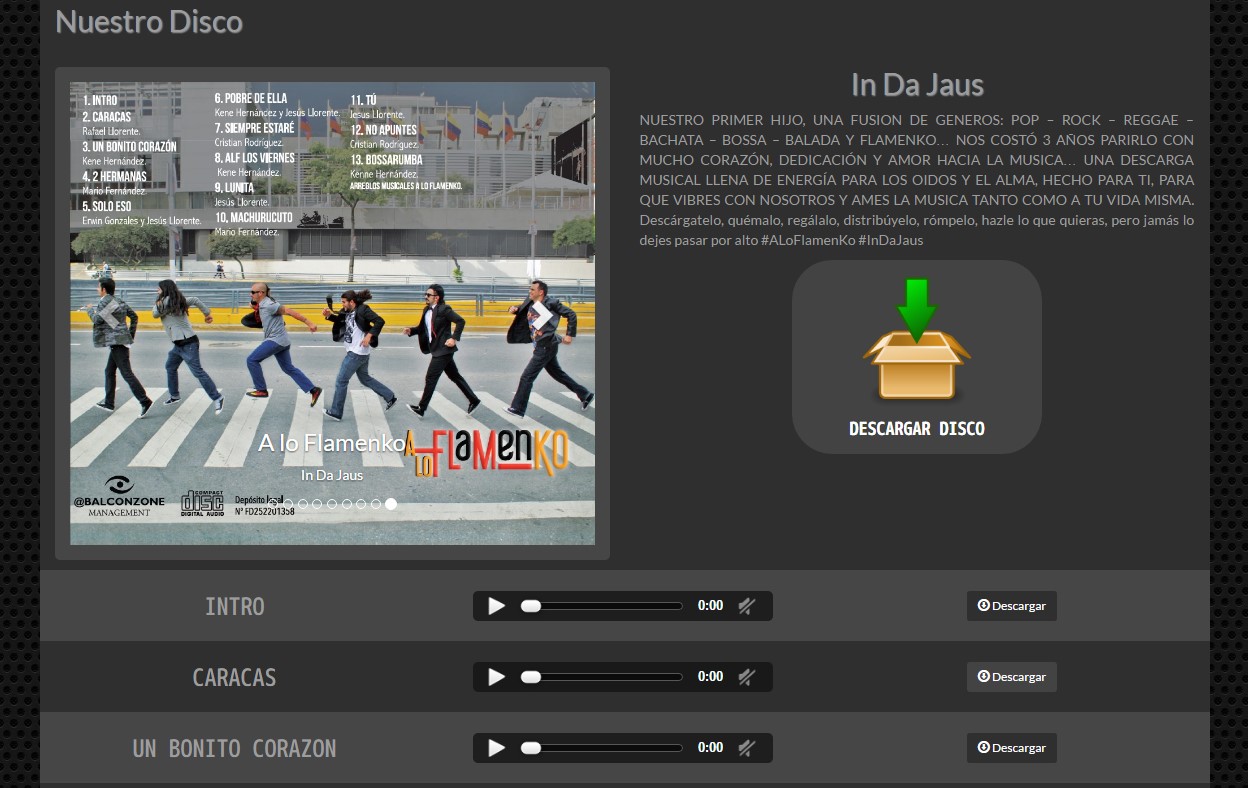 Nuestro Disco
1. INTRO
2. CARACAS
Rafael Llorente.
3. UN BONITO CORAZÓN
Kene Hernández.
4. 2 HERMANAS
Mario Fernández.
5. SOLO ESO
Erwin Gonzales y Jesús Llorente.
6. POBRE DE ELLA
Kene Hernáncez y Jesús Llorente.
7. SIEMPRE ESTARÉ
Cristian Rodríguez.
8. ALF LOS VIERNES
Kene Hernández.
9. LUNITA
Jesús Llorente.
10. MACHURUCUTO
Mario Fernández.
11. TÚ
Jesus Llorente.
12. NO APUNTES
Cristian Rodríguez.
13. BOSSARUMBA
Kenne Hernández.
ARREGLOS MUSICALES A LO FLAMENKO.
A lo Flamenko
A LO FLAMENKO
In Da Jaus
@BALCONZONE
MANAGEMENT
COMPACT
disc
DIGITAL AUDIO
Depósito legal
Nº FD252201358
In Da Jaus
NUESTRO PRIMER HIJO, UNA FUSION DE GENEROS: POP – ROCK – REGGAE –
BACHATA – BOSSA – BALADA Y FLAMENKO… NOS COSTÓ 3 AÑOS PARIRLO CON
MUCHO CORAZÓN, DEDICACIÓN Y AMOR HACIA LA MUSICA… UNA DESCARGA
MUSICAL LLENA DE ENERGÍA PARA LOS OIDOS Y EL ALMA, HECHO PARA TI, PARA
QUE VIBRES CON NOSOTROS Y AMES LA MUSICA TANTO COMO A TU VIDA MISMA.
Descárgatelo, quémalo, regálalo, distribúyelo, rómpelo, hazle lo que quieras, pero jamás lo
dejes pasar por alto #ALoFlamenKo #InDaJaus
DESCARGAR DISCO
INTRO
0:00
Descargar
CARACAS
0:00
Descargar
UN BONITO CORAZON
0:00
Descargar